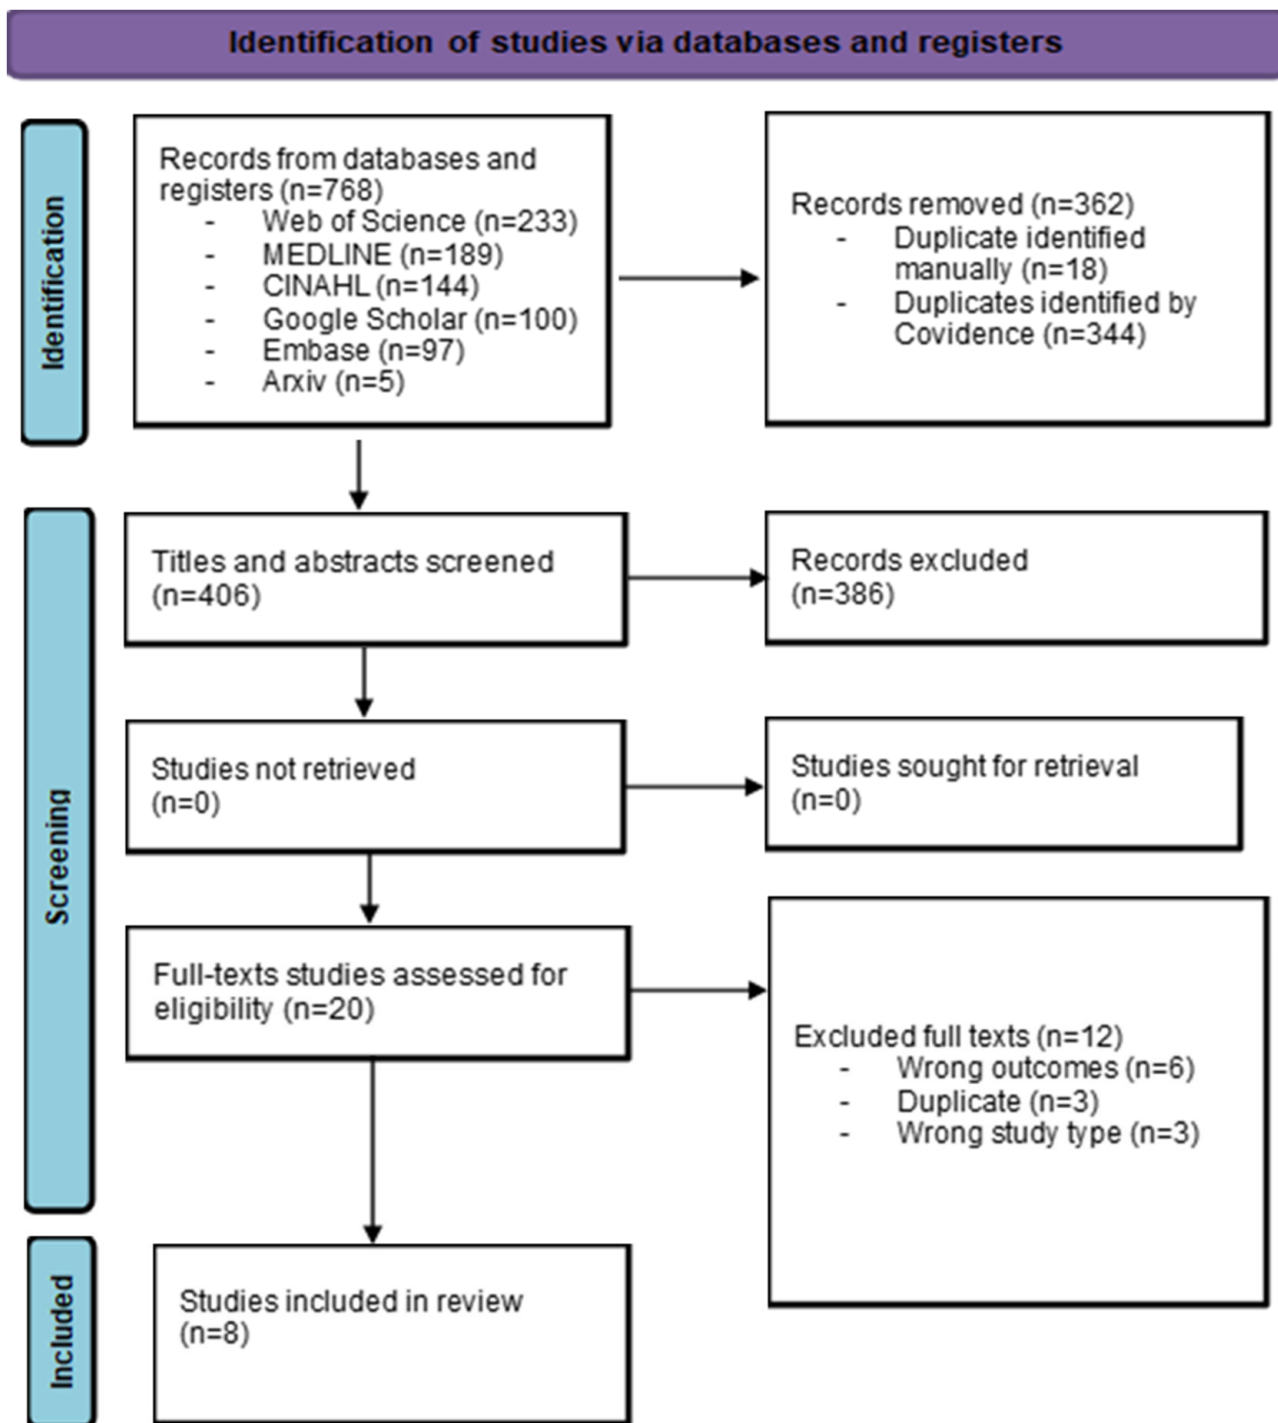 Identification of studies via databases and registers
Identification
Records from databases and
registers (n=768)
- Web of Science (n=233)
- MEDLINE (n=189)
- CINAHL (n=144)
- Google Scholar (n=100)
- Embase (n=97)
- Arxiv (n=5)
Records removed (n=362)
- Duplicate identified
manually (n=18)
- Duplicates identified by
Covidence (n=344)
Screening
Titles and abstracts screened
(n=406)
Records excluded
(n=386)
Studies not retrieved
(n=0)
Studies sought for retrieval
(n=0)
Full-texts studies assessed for
eligibility (n=20)
Excluded full texts (n=12)
- Wrong outcomes (n=6)
- Duplicate (n=3)
- Wrong study type (n=3)
Included
Studies included in review
(n=8)